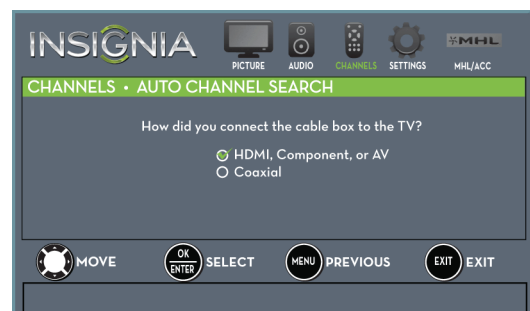 INSIGNIA
PICTURE AUDIO CHANNELS SETTINGS MHL MHL/ACC
CHANNELS • AUTO CHANNEL SEARCH
How did you connect the cable box to the TV?
HDMI, Component, or AV
Coaxial
MOVE OK ENTER SELECT MENU PREVIOUS EXIT EXIT